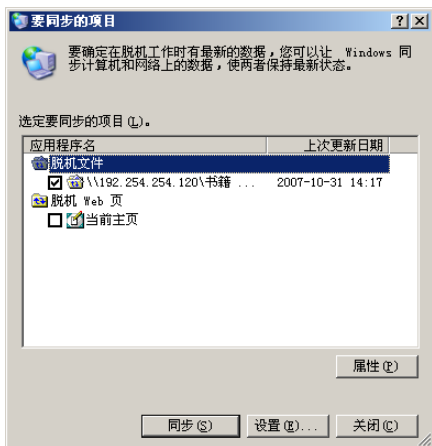 要同步的项目
要确定在脱机工作时有最新的数据，您可以让 Windows 同
步计算机和网络上的数据，使两者保持最新状态。
选定要同步的项目(L)。
应用程序名 上次更新日期
脱机文件
\\192.254.254.120\书籍 ... 2007-10-31 14:17
脱机 Web 页
当前主页
属性(P)
同步(S) 设置(E)... 关闭(C)